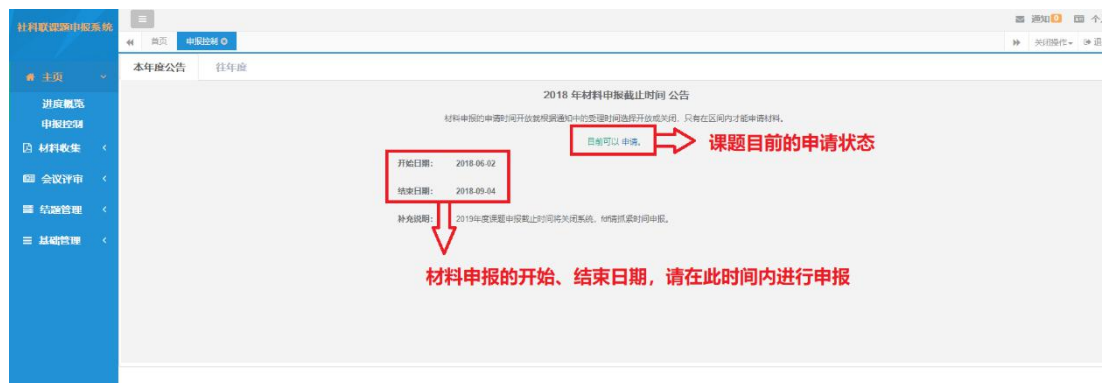 社科联课题申报系统
通知0 个人
首页 申报控制
关闭操作 退
主页
进度概览
申报控制
材料收集
会议评审
结题管理
基础管理
本年度公告 往年度
2018 年材料申报截止时间 公告
材料申报的申请时间开放就根据通知中的受理时间选择开放或关闭。只有在区间内才能申请材料。
目前可以 申请。
课题目前的申请状态
开始日期: 2018-06-02
结束日期: 2018-09-04
补充说明: 2019年度课题申报截止时间将关闭系统。请抓紧时间申报。
材料申报的开始、结束日期，请在此时间内进行申报